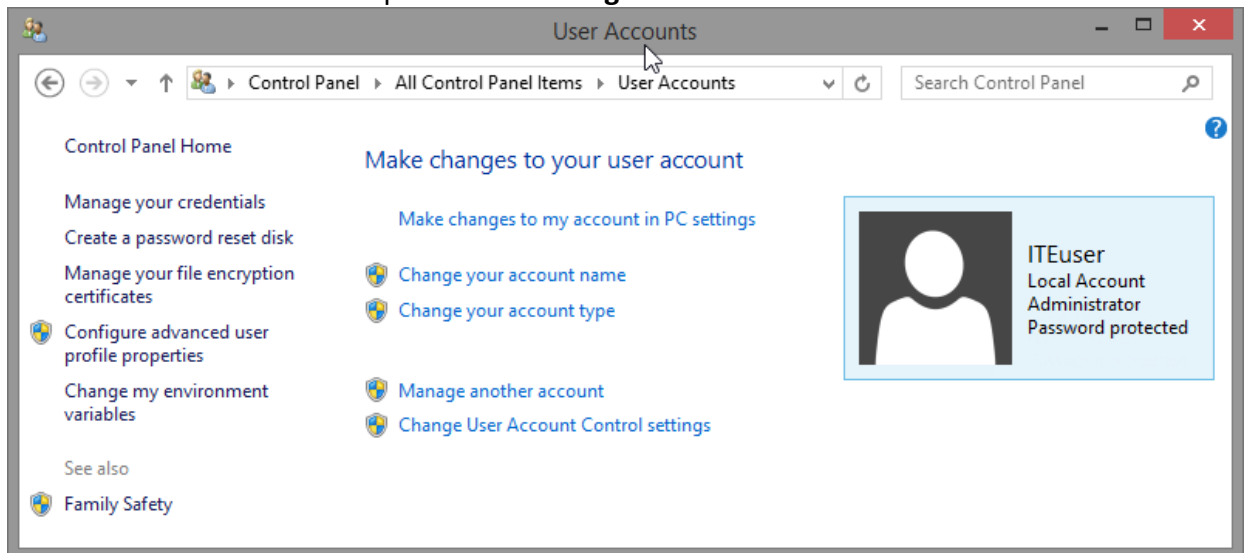 User Accounts
Control Panel All Control Panel Items User Accounts Search Control Panel
Control Panel Home
Manage your credentials
Create a password reset disk
Manage your file encryption
certificates
Configure advanced user
profile properties
Change my environment
variables
See also
Family Safety
Make changes to your user account
Make changes to my account in PC settings
Change your account name
Change your account type
Manage another account
Change User Account Control settings
ITEuser
Local Account
Administrator
Password protected